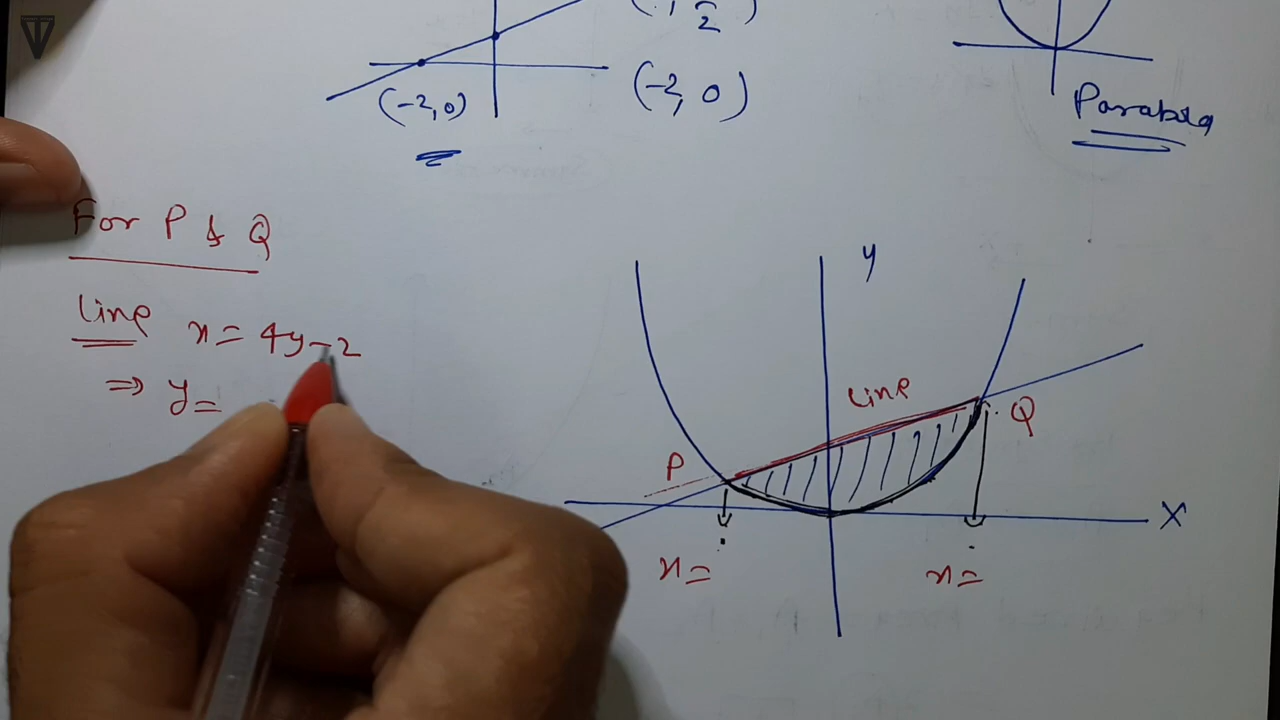 (-2, 0)
(-2, 0)
Parabola
For P & Q
Line x = 4y - 2
⇒ y =
y
Line
Q
P
X
x =
x =